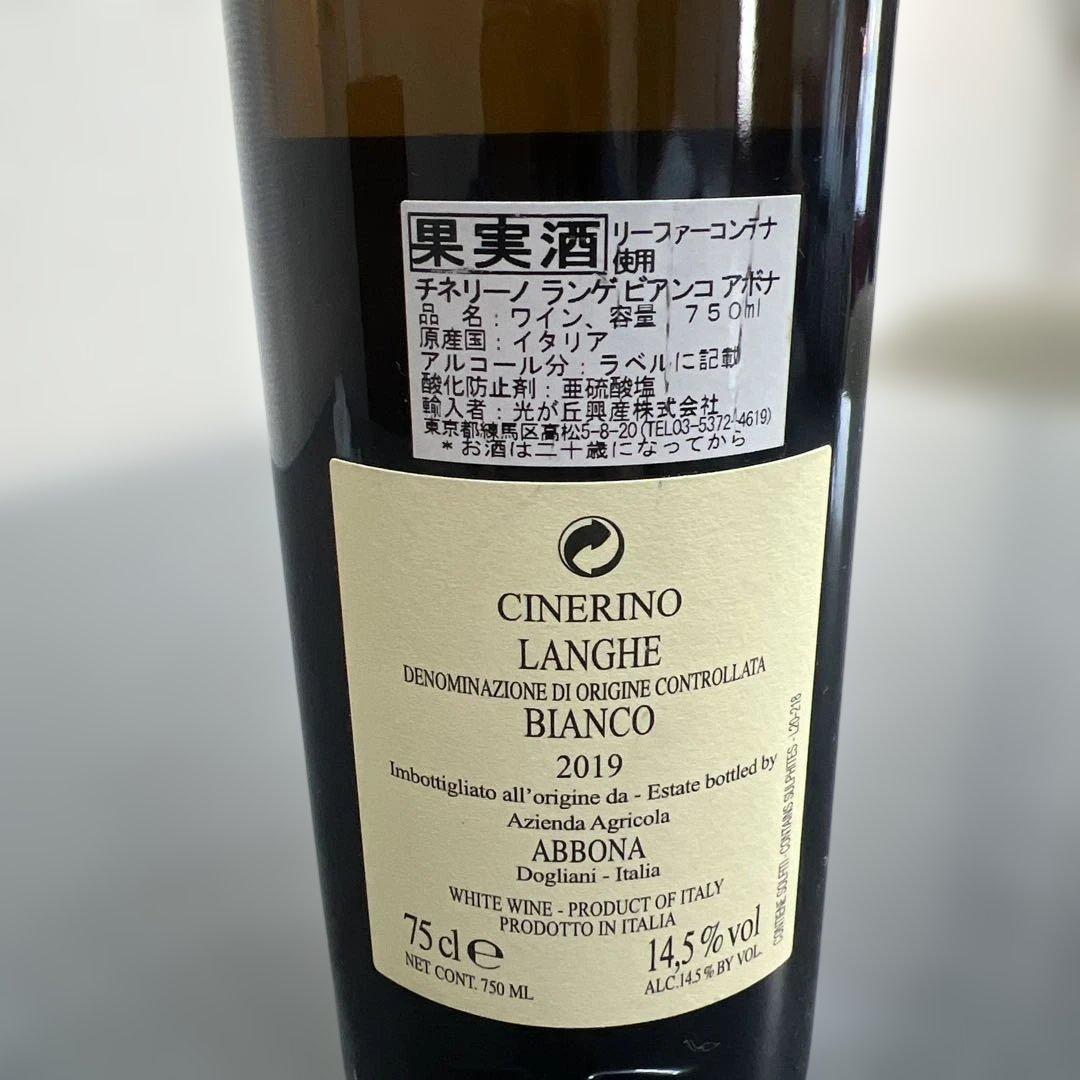 果実酒 リーファーコンテナ
使用
チネリーノ ランゲ ビアンコ アボナ
品 名：ワイン、容量 750ml
原産国：イタリア
アルコール分：ラベルに記載
酸化防止剤：亜硫酸塩
輸入者：光が丘興産株式会社
東京都練馬区高松5-8-20(TEL03-5372-4619)
*お酒は二十歳になってから
CINERINO
LANGHE
DENOMINAZIONE DI ORIGINE CONTROLLATA
BIANCO
2019
Imbottigliato all'origine da - Estate bottled by
Azienda Agricola
ABBONA
Dogliani - Italia
WHITE WINE - PRODUCT OF ITALY
PRODOTTO IN ITALIA
75 cl e 14,5 % vol
NET CONT. 750 ML ALC.14.5 % BY VOL.
CONTIENE SOLFITI - CONTAINS SULPHITES - L20-218